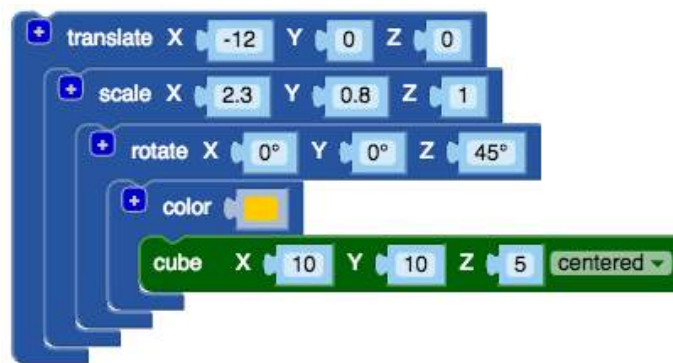 translate X -12 Y 0 Z 0
scale X 2.3 Y 0.8 Z 1
rotate X 0° Y 0° Z 45°
color
cube X 10 Y 10 Z 5 centered